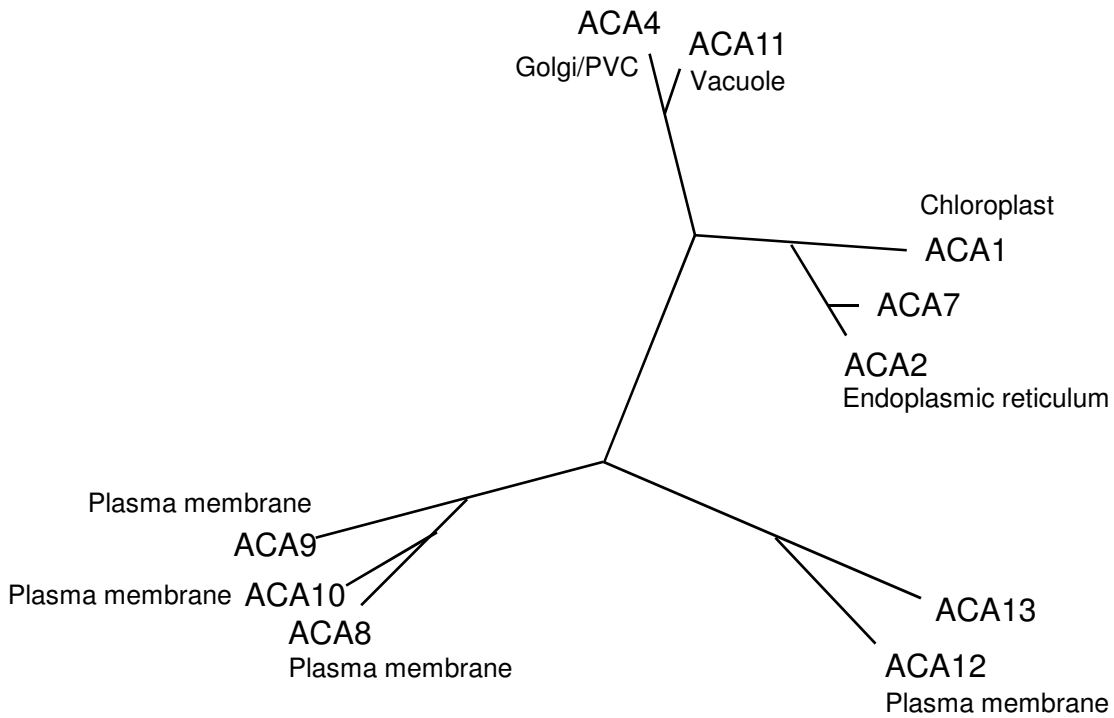 ACA4
ACA11
Golgi/PVC
Vacuole
Chloroplast
ACA1
ACA7
ACA2
Endoplasmic reticulum
Plasma membrane
ACA9
Plasma membrane ACA10
ACA8
Plasma membrane
ACA13
ACA12
Plasma membrane